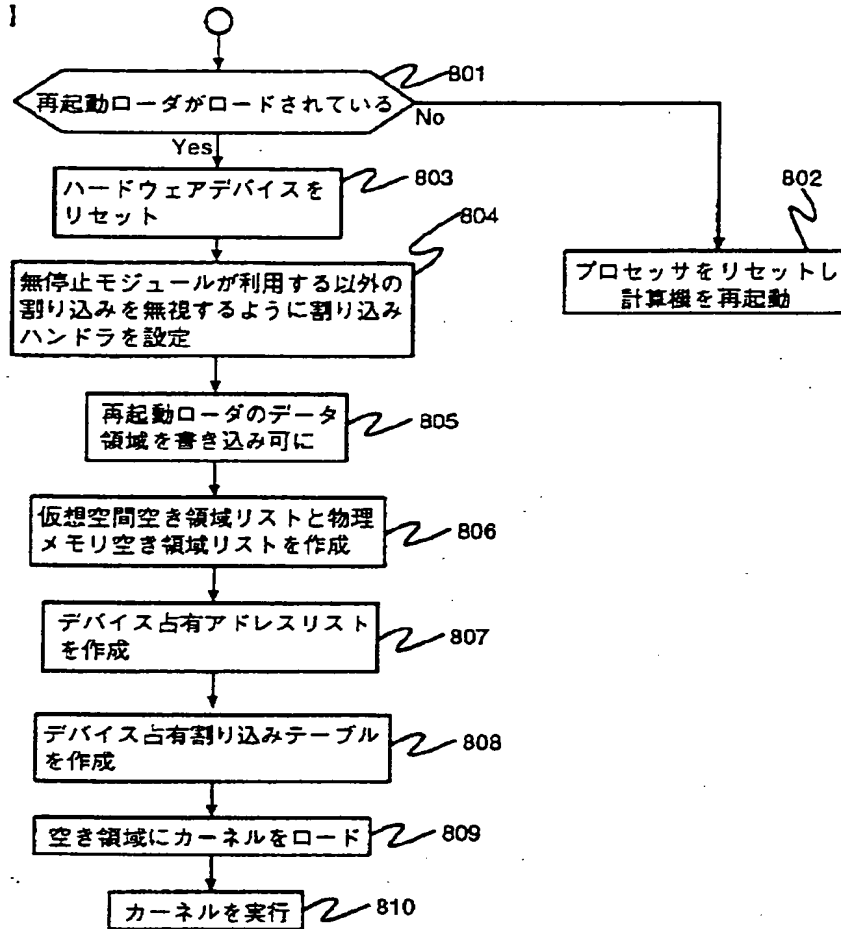 】
801
再起動ローダがロードされている
No
Yes
ハードウェアデバイスを
リセット
803
802
プロセッサをリセットし
計算機を再起動
804
無停止モジュールが利用する以外の
割り込みを無視するように割り込み
ハンドラを設定
再起動ローダのデータ
領域を書き込み可に
805
仮想空間空き領域リストと物理
メモリ空き領域リストを作成
806
デバイス占有アドレスリスト
を作成
807
デバイス占有割り込みテーブル
を作成
808
空き領域にカーネルをロード
809
カーネルを実行
810